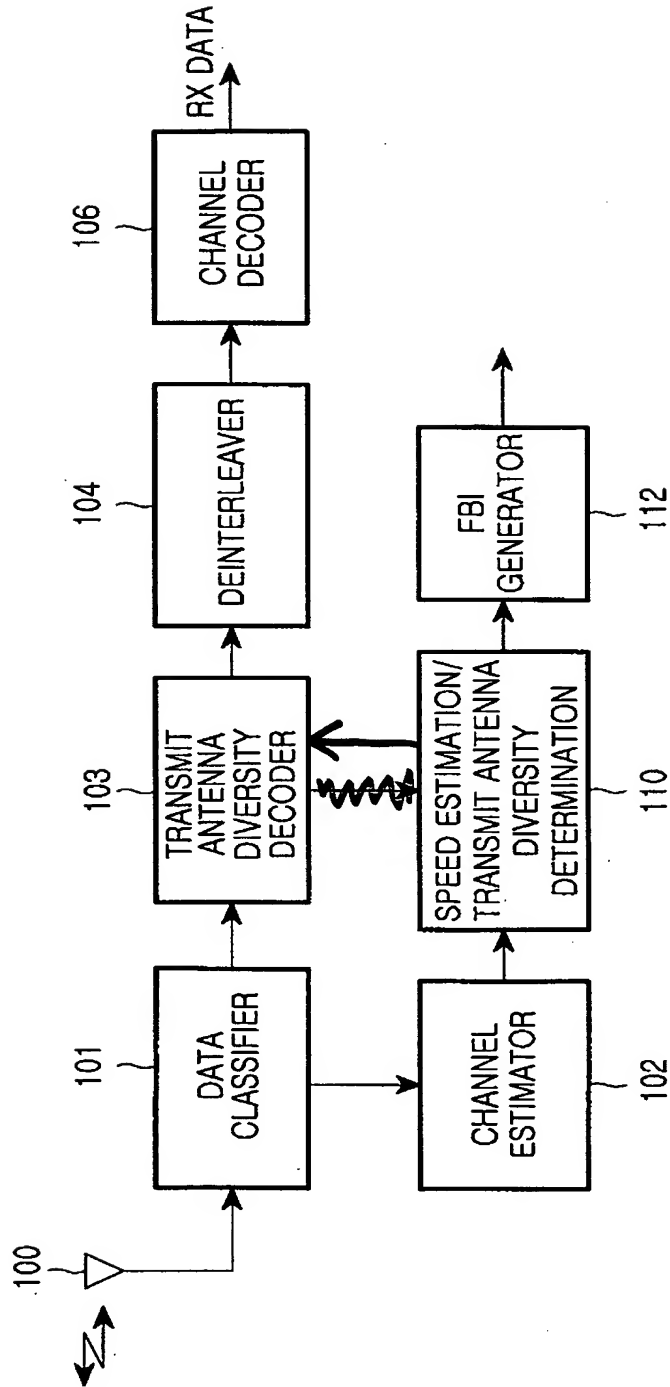 100
101
DATA
CLASSIFIER
103
TRANSMIT
ANTENNA
DIVERSITY
DECODER
104
DEINTERLEAVER
106
CHANNEL
DECODER
RX DATA
CHANNEL
ESTIMATOR
102
SPEED ESTIMATION/
TRANSMIT ANTENNA
DIVERSITY
DETERMINATION
110
FBI
GENERATOR
112